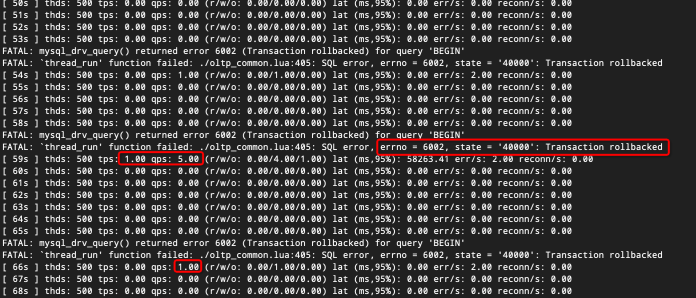 [ 50s ] thds: 500 tps: 0.00 qps: 0.00 (r/w/o: 0.00/0.00/0.00) lat (ms,95%): 0.00 err/s: 0.00 reconn/s: 0.00
[ 51s ] thds: 500 tps: 0.00 qps: 0.00 (r/w/o: 0.00/0.00/0.00) lat (ms,95%): 0.00 err/s: 0.00 reconn/s: 0.00
[ 52s ] thds: 500 tps: 0.00 qps: 0.00 (r/w/o: 0.00/0.00/0.00) lat (ms,95%): 0.00 err/s: 0.00 reconn/s: 0.00
[ 53s ] thds: 500 tps: 0.00 qps: 0.00 (r/w/o: 0.00/0.00/0.00) lat (ms,95%): 0.00 err/s: 0.00 reconn/s: 0.00
FATAL: mysql_drv_query() returned error 6002 (Transaction rollbacked) for query 'BEGIN'
FATAL: `thread_run' function failed: ./oltp_common.lua:405: SQL error, errno = 6002, state = '40000': Transaction rollbacked
[ 54s ] thds: 500 tps: 0.00 qps: 1.00 (r/w/o: 0.00/1.00/0.00) lat (ms,95%): 0.00 err/s: 2.00 reconn/s: 0.00
[ 55s ] thds: 500 tps: 0.00 qps: 0.00 (r/w/o: 0.00/0.00/0.00) lat (ms,95%): 0.00 err/s: 0.00 reconn/s: 0.00
[ 56s ] thds: 500 tps: 0.00 qps: 0.00 (r/w/o: 0.00/0.00/0.00) lat (ms,95%): 0.00 err/s: 0.00 reconn/s: 0.00
[ 57s ] thds: 500 tps: 0.00 qps: 0.00 (r/w/o: 0.00/0.00/0.00) lat (ms,95%): 0.00 err/s: 0.00 reconn/s: 0.00
[ 58s ] thds: 500 tps: 0.00 qps: 0.00 (r/w/o: 0.00/0.00/0.00) lat (ms,95%): 0.00 err/s: 0.00 reconn/s: 0.00
FATAL: mysql_drv_query() returned error 6002 (Transaction rollbacked) for query 'BEGIN'
FATAL: `thread_run' function failed: ./oltp_common.lua:405: SQL error, errno = 6002, state = '40000': Transaction rollbacked
[ 59s ] thds: 500 tps: 1.00 qps: 5.00 (r/w/o: 0.00/4.00/1.00) lat (ms,95%): 58263.41 err/s: 2.00 reconn/s: 0.00
[ 60s ] thds: 500 tps: 0.00 qps: 0.00 (r/w/o: 0.00/0.00/0.00) lat (ms,95%): 0.00 err/s: 0.00 reconn/s: 0.00
[ 61s ] thds: 500 tps: 0.00 qps: 0.00 (r/w/o: 0.00/0.00/0.00) lat (ms,95%): 0.00 err/s: 0.00 reconn/s: 0.00
[ 62s ] thds: 500 tps: 0.00 qps: 0.00 (r/w/o: 0.00/0.00/0.00) lat (ms,95%): 0.00 err/s: 0.00 reconn/s: 0.00
[ 63s ] thds: 500 tps: 0.00 qps: 0.00 (r/w/o: 0.00/0.00/0.00) lat (ms,95%): 0.00 err/s: 0.00 reconn/s: 0.00
[ 64s ] thds: 500 tps: 0.00 qps: 0.00 (r/w/o: 0.00/0.00/0.00) lat (ms,95%): 0.00 err/s: 0.00 reconn/s: 0.00
[ 65s ] thds: 500 tps: 0.00 qps: 0.00 (r/w/o: 0.00/0.00/0.00) lat (ms,95%): 0.00 err/s: 0.00 reconn/s: 0.00
FATAL: mysql_drv_query() returned error 6002 (Transaction rollbacked) for query 'BEGIN'
FATAL: `thread_run' function failed: ./oltp_common.lua:405: SQL error, errno = 6002, state = '40000': Transaction rollbacked
[ 66s ] thds: 500 tps: 0.00 qps: 1.00 (r/w/o: 0.00/1.00/0.00) lat (ms,95%): 0.00 err/s: 2.00 reconn/s: 0.00
[ 67s ] thds: 500 tps: 0.00 qps: 0.00 (r/w/o: 0.00/0.00/0.00) lat (ms,95%): 0.00 err/s: 0.00 reconn/s: 0.00
[ 68s ] thds: 500 tps: 0.00 qps: 0.00 (r/w/o: 0.00/0.00/0.00) lat (ms,95%): 0.00 err/s: 0.00 reconn/s: 0.00